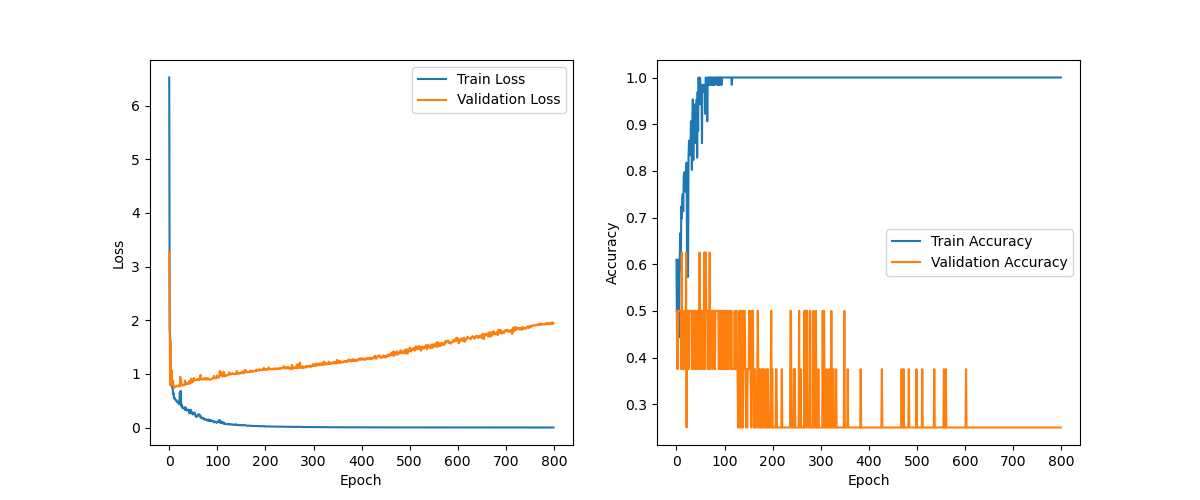 Train Loss
Validation Loss
6
5
4
3
2
1
0
Loss
0 100 200 300 400 500 600 700 800
Epoch
Train Accuracy
Validation Accuracy
1.0
0.9
0.8
0.7
0.6
0.5
0.4
0.3
Accuracy
0 100 200 300 400 500 600 700 800
Epoch